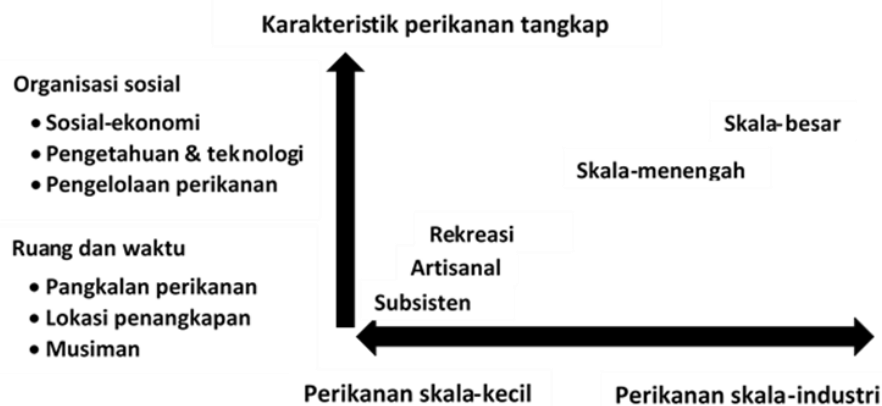 Karakteristik perikanan tangkap
Organisasi sosial
• Sosial-ekonomi
• Pengetahuan & teknologi
• Pengelolaan perikanan
Ruang dan waktu
• Pangkalan perikanan
• Lokasi penangkapan
• Musiman
Skala-besar
Skala-menengah
Rekreasi
Artisanal
Subsisten
Perikanan skala-kecil
Perikanan skala-industri